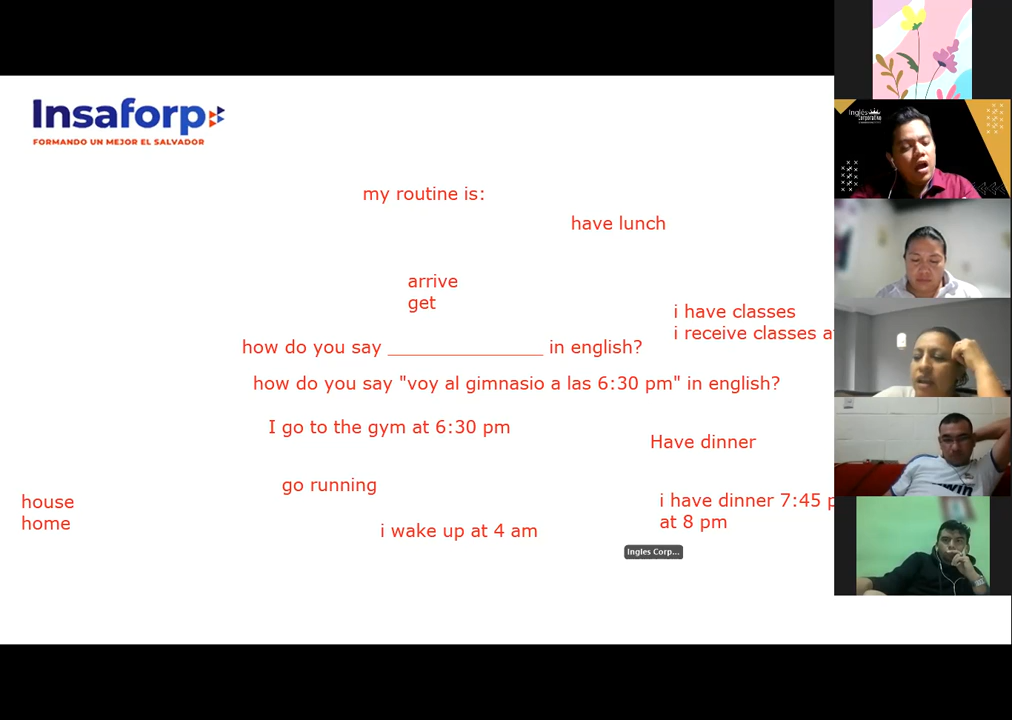 Insaforp
FORMANDO UN MEJOR EL SALVADOR
Inglés
corporativo
my routine is:
have lunch
arrive
get
i have classes
i receive classes
how do you say _______________ in english?
how do you say "voy al gimnasio a las 6:30 pm" in english?
I go to the gym at 6:30 pm
Have dinner
go running
house
home
i have dinner 7:45
at 8 pm
i wake up at 4 am
Ingles Corp...